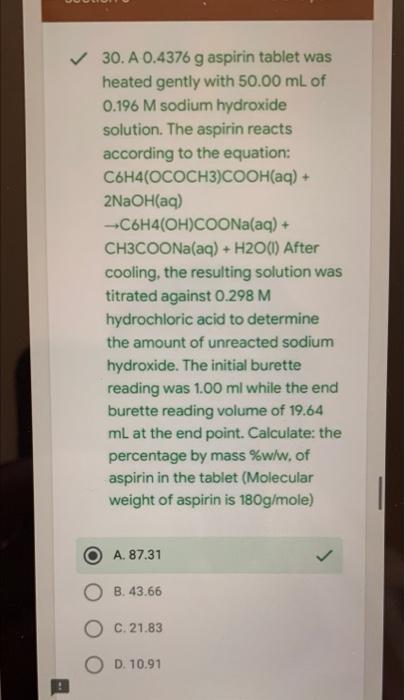 30. A 0.4376 g aspirin tablet was
heated gently with 50.00 mL of
0.196 M sodium hydroxide
solution. The aspirin reacts
according to the equation:
C6H4(OCOCH3)COOH(aq) +
2NaOH(aq)
→C6H4(OH)COONa(aq) +
CH3COONa(aq) + H2O(l) After
cooling, the resulting solution was
titrated against 0.298 M
hydrochloric acid to determine
the amount of unreacted sodium
hydroxide. The initial burette
reading was 1.00 ml while the end
burette reading volume of 19.64
mL at the end point. Calculate: the
percentage by mass %w/w, of
aspirin in the tablet (Molecular
weight of aspirin is 180g/mole)
A. 87.31
B. 43.66
C. 21.83
D. 10.91